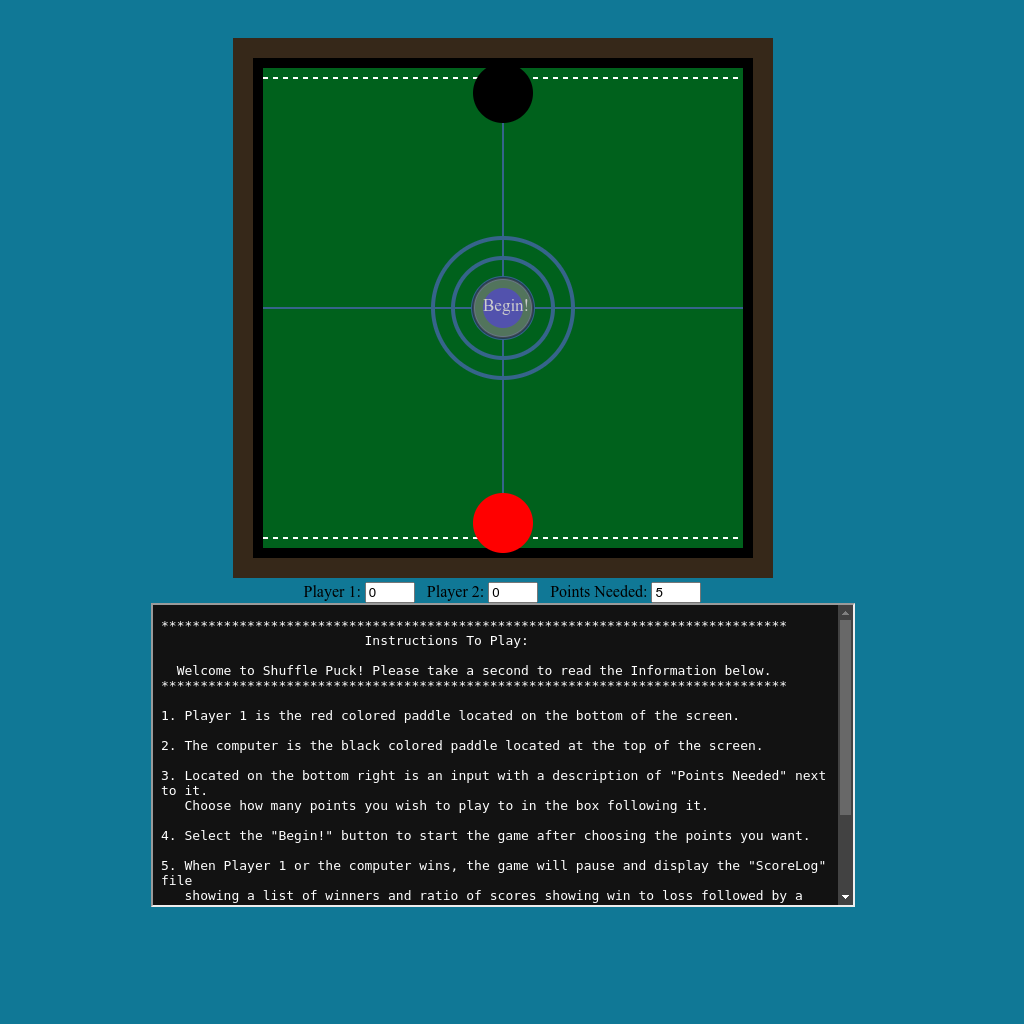 Begin!
Player 1: 0 Player 2: 0 Points Needed: 5
********************************************************************************
Instructions To Play:
Welcome to Shuffle Puck! Please take a second to read the Information below.
********************************************************************************
1. Player 1 is the red colored paddle located on the bottom of the screen.
2. The computer is the black colored paddle located at the top of the screen.
3. Located on the bottom right is an input with a description of "Points Needed" next
to it.
Choose how many points you wish to play to in the box following it.
4. Select the "Begin!" button to start the game after choosing the points you want.
5. When Player 1 or the computer wins, the game will pause and display the "ScoreLog"
file
showing a list of winners and ratio of scores showing win to loss followed by a